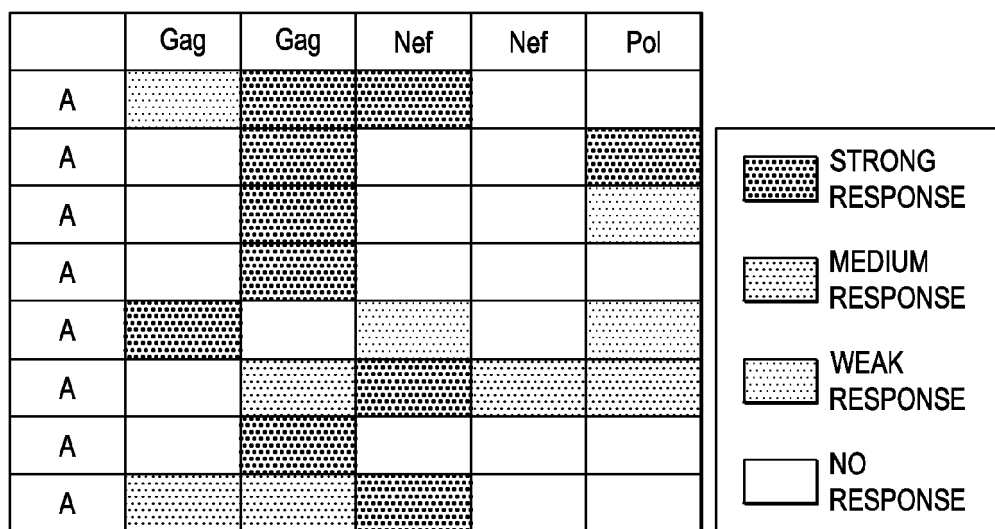 Gag Gag Nef Nef Pol
A
A
A
A
A
A
A
A
STRONG
RESPONSE
MEDIUM
RESPONSE
WEAK
RESPONSE
NO
RESPONSE